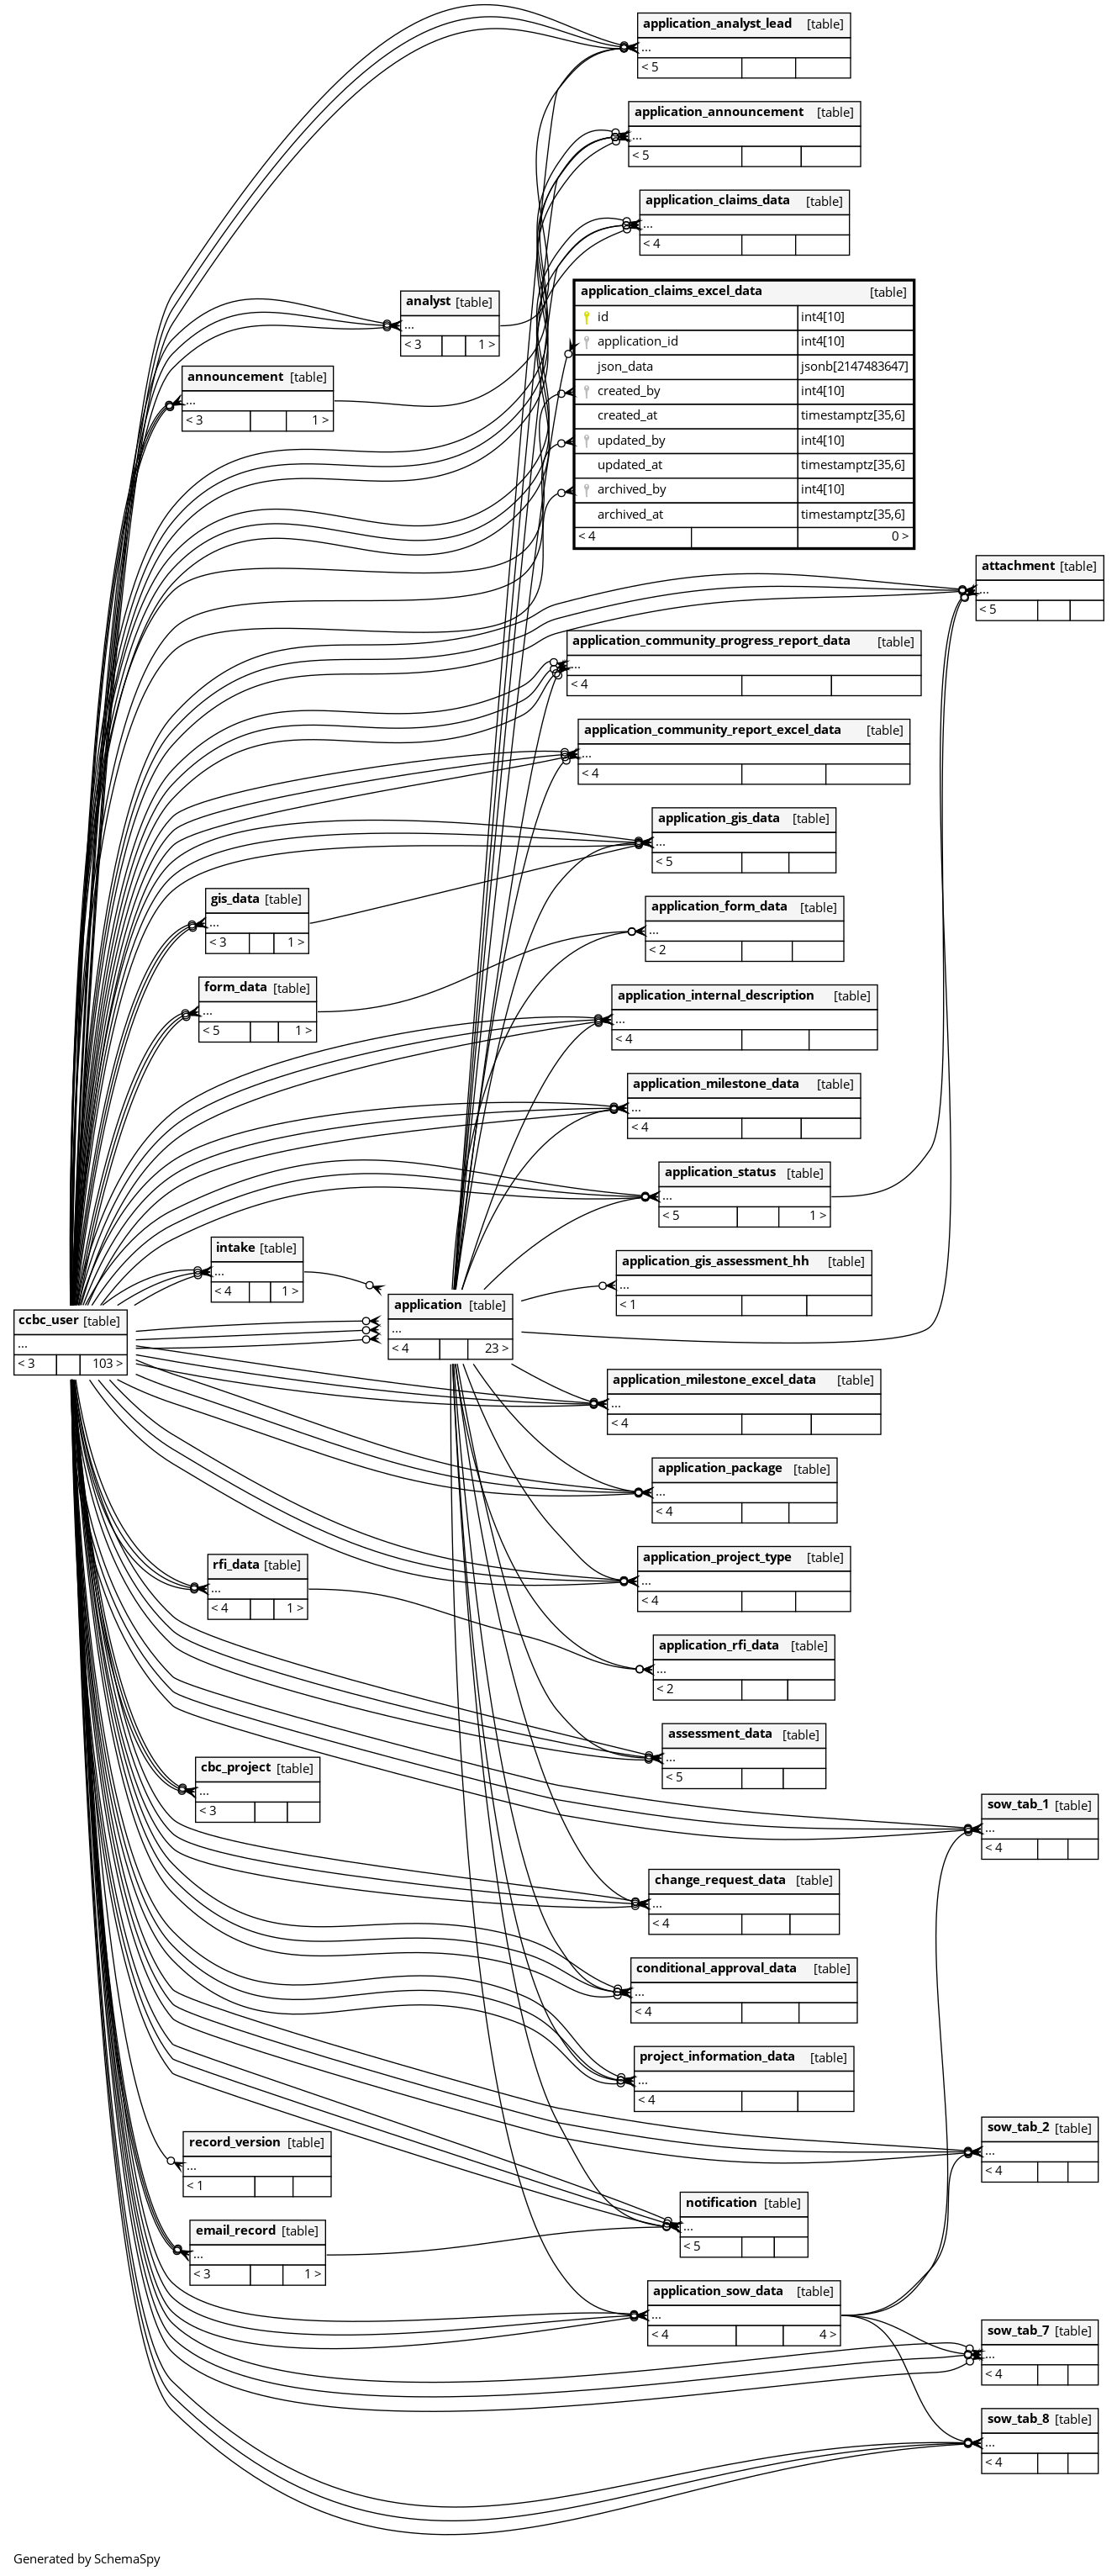 application_analyst_lead [table]
...
< 5
application_announcement [table]
...
< 5
application_claims_data [table]
...
< 4
application_claims_excel_data [table]
id int4[10]
application_id int4[10]
json_data jsonb[2147483647]
created_by int4[10]
created_at timestamptz[35,6]
updated_by int4[10]
updated_at timestamptz[35,6]
archived_by int4[10]
archived_at timestamptz[35,6]
< 4 0 >
analyst [table]
...
< 3 1 >
announcement [table]
...
< 3 1 >
attachment [table]
...
< 5
application_community_progress_report_data [table]
...
< 4
application_community_report_excel_data [table]
...
< 4
application_gis_data [table]
...
< 5
gis_data [table]
...
< 3 1 >
application_form_data [table]
...
< 2
form_data [table]
...
< 5 1 >
application_internal_description [table]
...
< 4
application_milestone_data [table]
...
< 4
application_status [table]
...
< 5 1 >
intake [table]
...
< 4 1 >
application_gis_assessment_hh [table]
...
< 1
ccbc_user [table]
...
< 3 103 >
application [table]
...
< 4 23 >
application_milestone_excel_data [table]
...
< 4
application_package [table]
...
< 4
application_project_type [table]
...
< 4
rfi_data [table]
...
< 4 1 >
application_rfi_data [table]
...
< 2
assessment_data [table]
...
< 5
cbc_project [table]
...
< 3
sow_tab_1 [table]
...
< 4
change_request_data [table]
...
< 4
conditional_approval_data [table]
...
< 4
project_information_data [table]
...
< 4
sow_tab_2 [table]
...
< 4
record_version [table]
...
< 1
notification [table]
...
< 5
email_record [table]
...
< 3 1 >
application_sow_data [table]
...
< 4 4 >
sow_tab_7 [table]
...
< 4
sow_tab_8 [table]
...
< 4
Generated by SchemaSpy